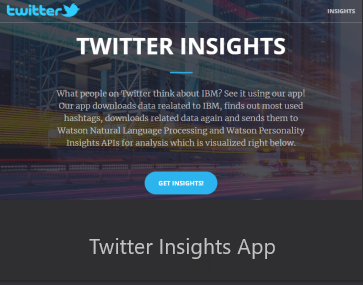 twitter
INSIGHTS
TWITTER INSIGHTS
What people on Twitter think about IBM? See it using our app!
Our app downloads data realated to IBM, finds out most used
hashtags, downloads related data again and sends them to
Watson Natural Language Processing and Watson Personality
Insights APIs for analysis which is visualized right below.
GET INSIGHTS!
Twitter Insights App